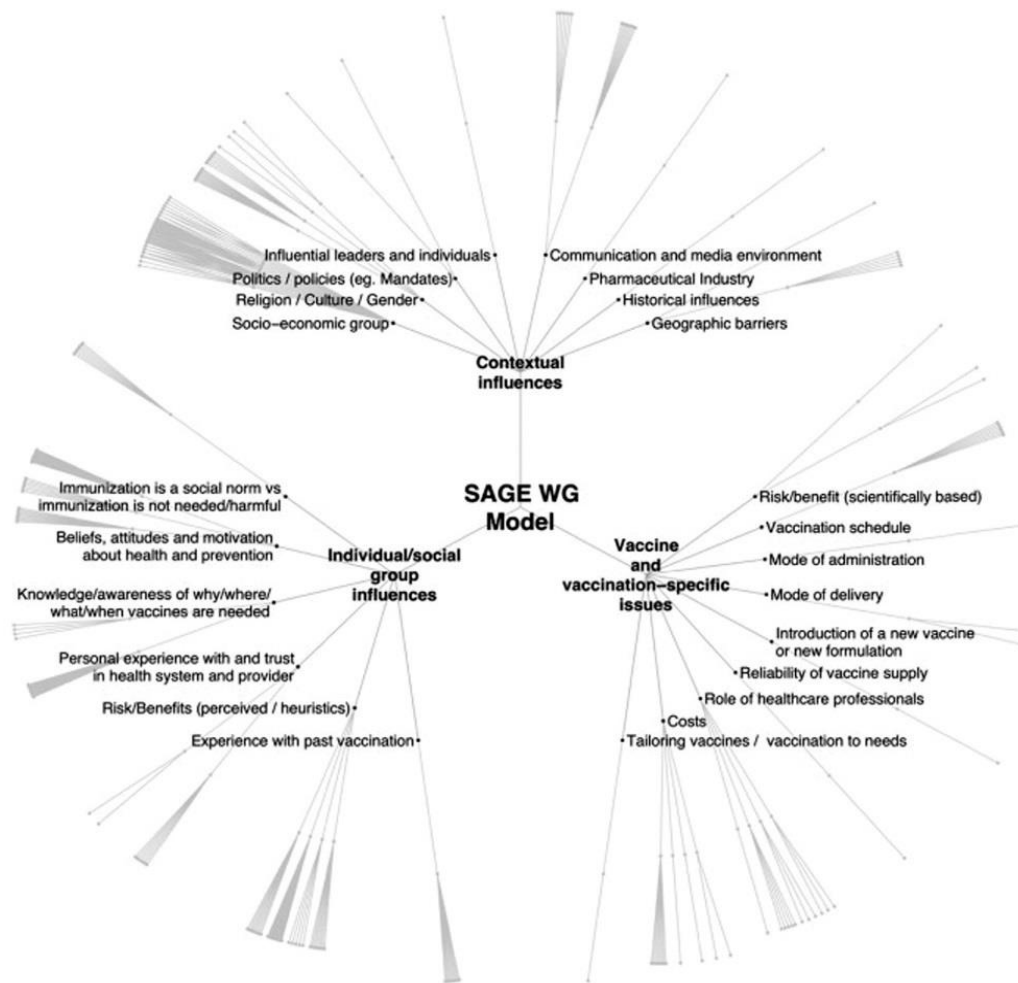 Influential leaders and individuals
Communication and media environment
Politics / policies (eg. Mandates)
Pharmaceutical Industry
Religion / Culture / Gender
Historical influences
Socio-economic group
Geographic barriers
Contextual
influences
SAGE WG
Model
Immunization is a social norm vs
immunization is not needed/harmful
Beliefs, attitudes and motivation
about health and prevention
Individual/social
group
influences
Knowledge/awareness of why/where/
what/when vaccines are needed
Personal experience with and trust
in health system and provider
Risk/Benefits (perceived / heuristics)
Experience with past vaccination
Risk/benefit (scientifically based)
Vaccination schedule
Vaccine
and
vaccination-specific
issues
Mode of administration
Mode of delivery
Introduction of a new vaccine
or new formulation
Reliability of vaccine supply
Role of healthcare professionals
Costs
Tailoring vaccines / vaccination to needs